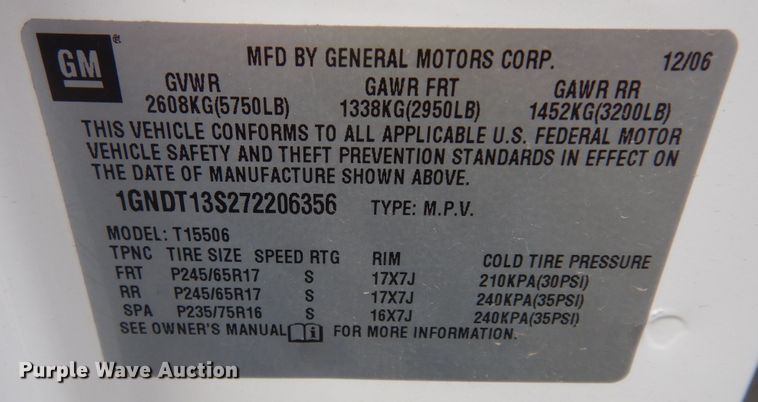 GM ®
MFD BY GENERAL MOTORS CORP. 12/06
GVWR GAWR FRT GAWR RR
2608KG(5750LB) 1338KG(2950LB) 1452KG(3200LB)
THIS VEHICLE CONFORMS TO ALL APPLICABLE U.S. FEDERAL MOTOR
VEHICLE SAFETY AND THEFT PREVENTION STANDARDS IN EFFECT ON
THE DATE OF MANUFACTURE SHOWN ABOVE.
1GNDT13S272206356 TYPE: M.P.V.
MODEL: T15506
TPNC TIRE SIZE SPEED RTG RIM COLD TIRE PRESSURE
FRT P245/65R17 S 17X7J 210KPA(30PSI)
RR P245/65R17 S 17X7J 240KPA(35PSI)
SPA P235/75R16 S 16X7J 240KPA(35PSI)
SEE OWNER'S MANUAL i FOR MORE INFORMATION.
Purple Wave Auction